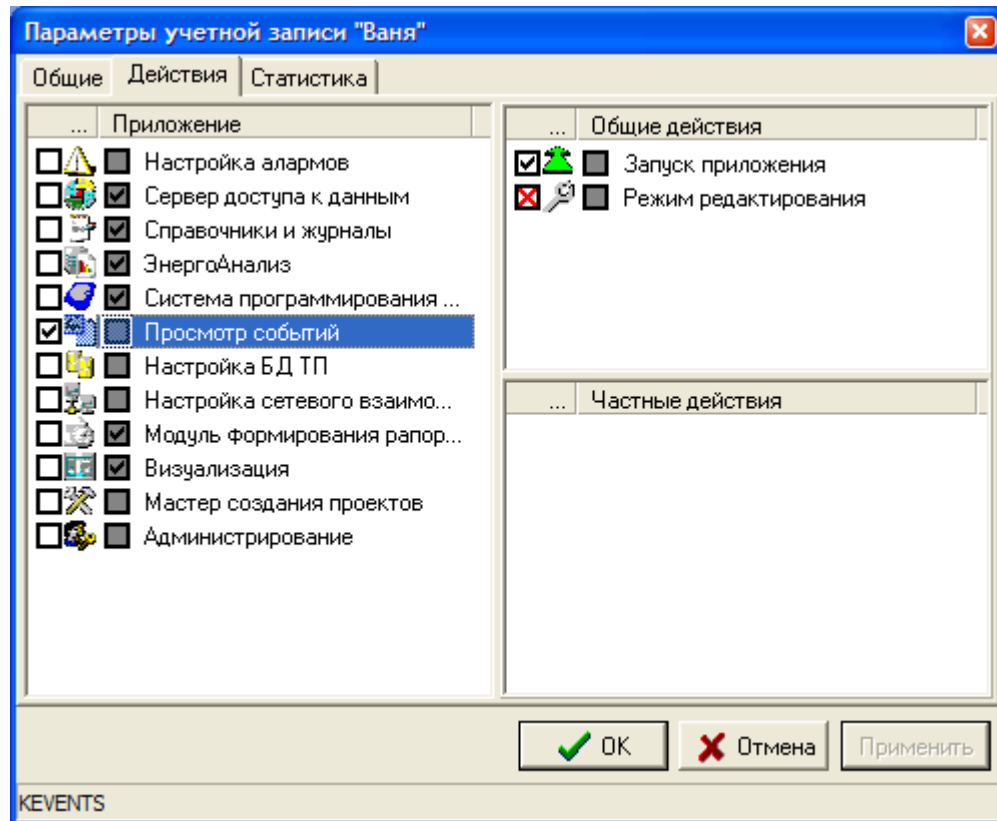 Параметры учетной записи "Ваня"
Общие Действия Статистика
... Приложение
Настройка алармов
Сервер доступа к данным
Справочники и журналы
ЭнергоАнализ
Система программирования ...
Просмотр событий
Настройка БД ТП
Настройка сетевого взаимо...
Модуль формирования рапор...
Визуализация
Мастер создания проектов
Администрирование
... Общие действия
Запуск приложения
Режим редактирования
... Частные действия
OK Отмена Применить
KEVENTS